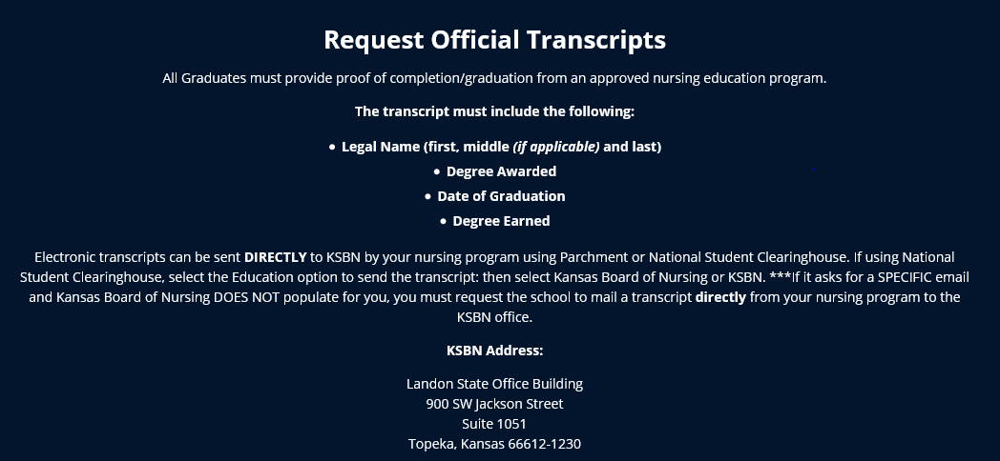 Request Official Transcripts
All Graduates must provide proof of completion/graduation from an approved nursing education program.
The transcript must include the following:
• Legal Name (first, middle (if applicable) and last)
• Degree Awarded
• Date of Graduation
• Degree Earned
Electronic transcripts can be sent DIRECTLY to KSBN by your nursing program using Parchment or National Student Clearinghouse. If using National
Student Clearinghouse, select the Education option to send the transcript: then select Kansas Board of Nursing or KSBN. ***If it asks for a SPECIFIC email
and Kansas Board of Nursing DOES NOT populate for you, you must request the school to mail a transcript directly from your nursing program to the
KSBN office.
KSBN Address:
Landon State Office Building
900 SW Jackson Street
Suite 1051
Topeka, Kansas 66612-1230